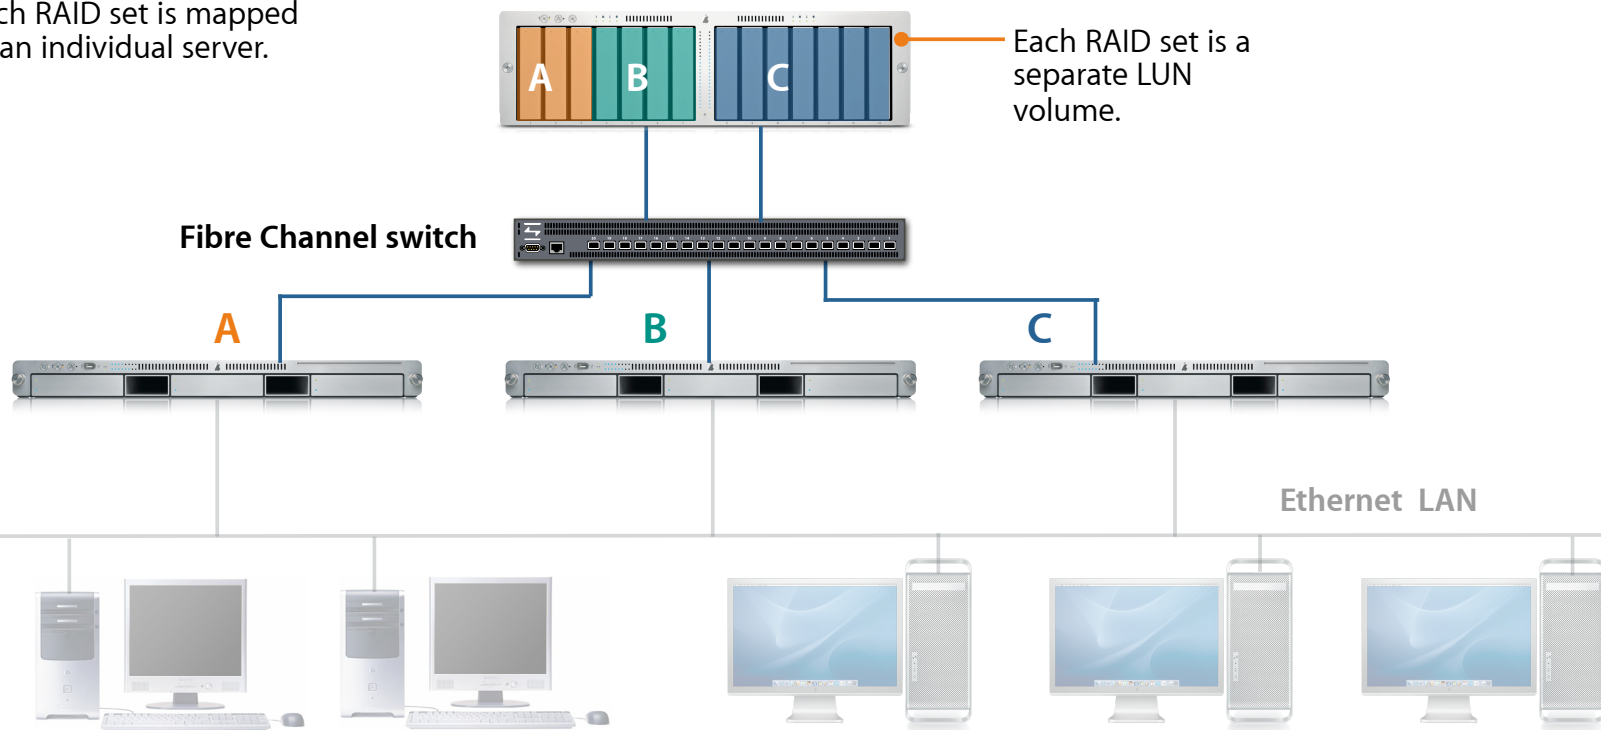 ch RAID set is mapped
an individual server.
A
B
C
Each RAID set is a
separate LUN
volume.
Fibre Channel switch
A
B
C
Ethernet LAN